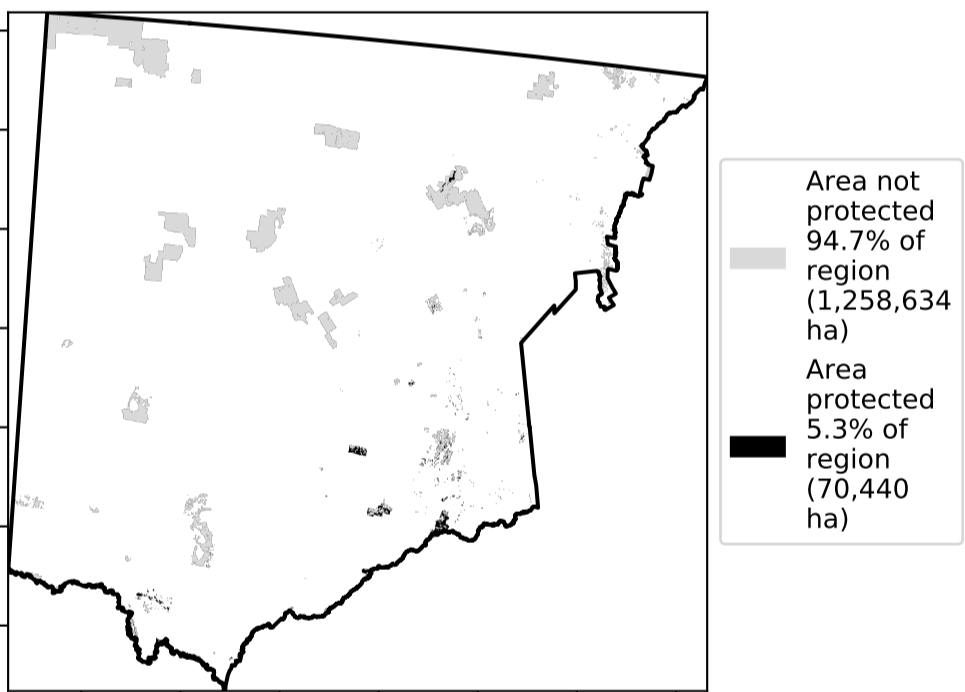 Area not
protected
94.7% of
region
(1,258,634
ha)
Area
protected
5.3% of
region
(70,440
ha)